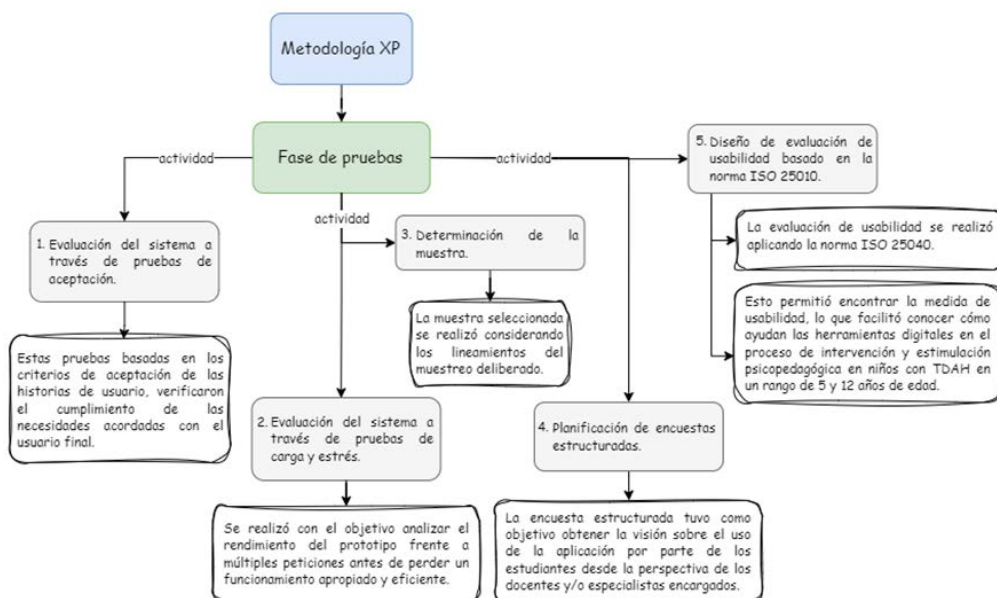 Metodología XP
Fase de pruebas
actividad
actividad
actividad
1. Evaluación del sistema a
través de pruebas de
aceptación.
Estas pruebas basadas en los
criterios de aceptación de las
historias de usuario, verificaron
el cumplimiento de las
necesidades acordadas con el
usuario final.
2. Evaluación del sistema a
través de pruebas de
carga y estrés.
Se realizó con el objetivo analizar el
rendimiento del prototipo frente a
múltiples peticiones antes de perder un
funcionamiento apropiado y eficiente.
3. Determinación de la
muestra.
La muestra seleccionada
se realizó considerando
los lineamientos del
muestreo deliberado.
4. Planificación de encuestas
estructuradas.
La encuesta estructurada tuvo como
objetivo obtener la visión sobre el uso
de la aplicación por parte de los
estudiantes desde la perspectiva de los
docentes y/o especialistas encargados.
5. Diseño de evaluación de
usabilidad basado en la
norma ISO 25010.
La evaluación de usabilidad se realizó
aplicando la norma ISO 25040.
Esto permitió encontrar la medida de
usabilidad, lo que facilitó conocer cómo
ayudan las herramientas digitales en el
proceso de intervención y estimulación
psicopedagógica en niños con TDAH en
un rango de 5 y 12 años de edad.